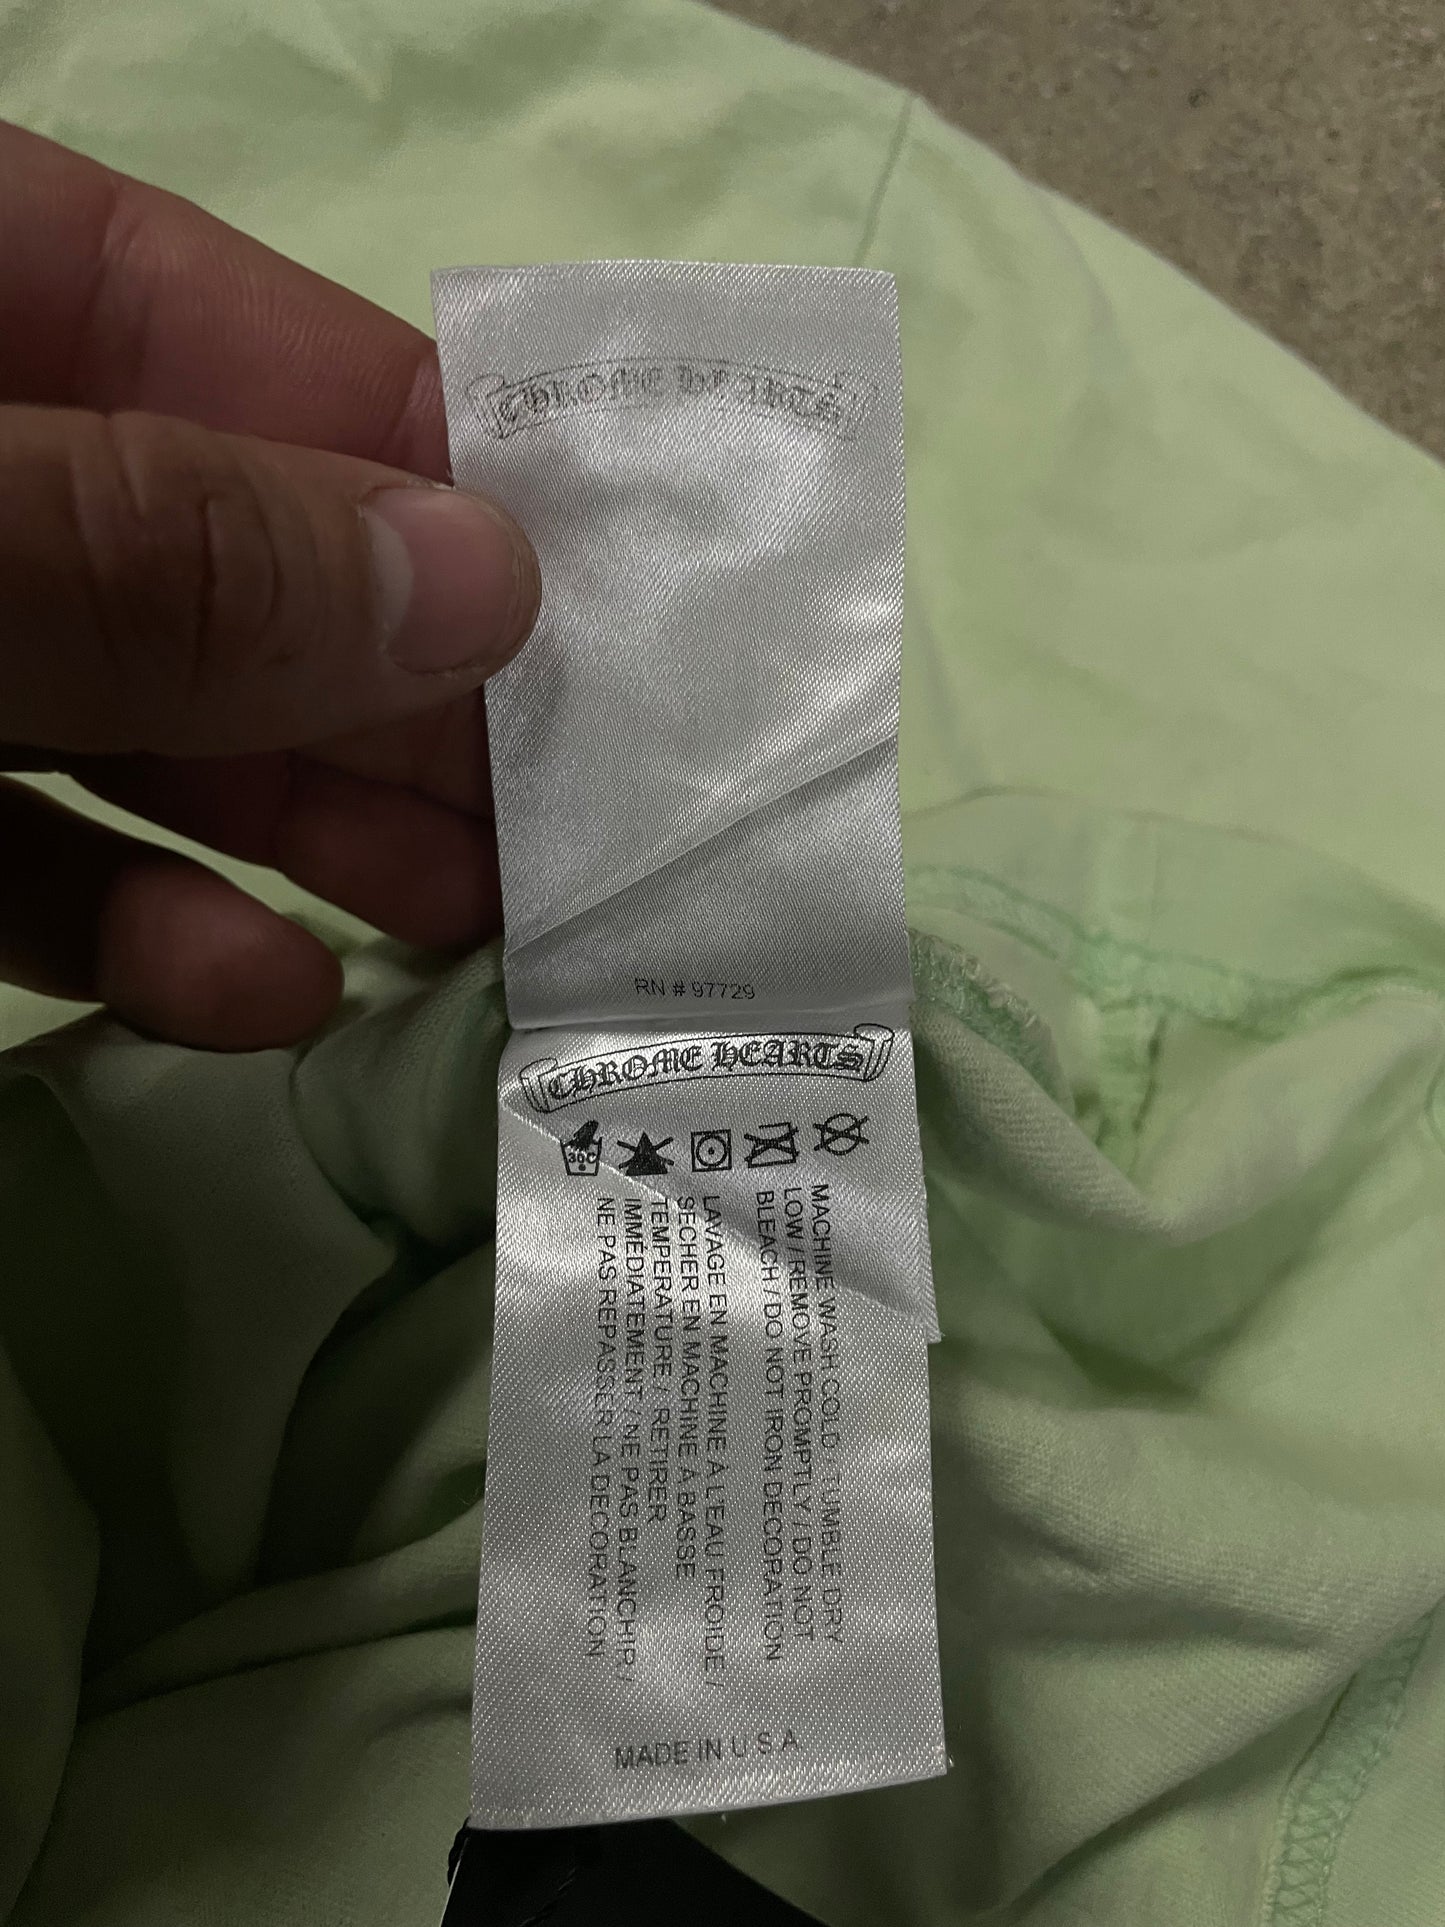 CHROME HEARTS
RN # 97729
CHROME HEARTS
30C
MACHINE WASH COLD · TUMBLE DRY
LOW / REMOVE PROMPTLY / DO NOT
BLEACH / DO NOT IRON DECORATION
LAVAGE EN MACHINE À L'EAU FROIDE /
SECHER EN MACHINE A BASSE
TEMPERATURE / RETIRER
IMMÉDIATEMENT / NE PAS BLANCHIR /
NE PAS REPASSER LA DECORATION
MADE IN U.S.A.